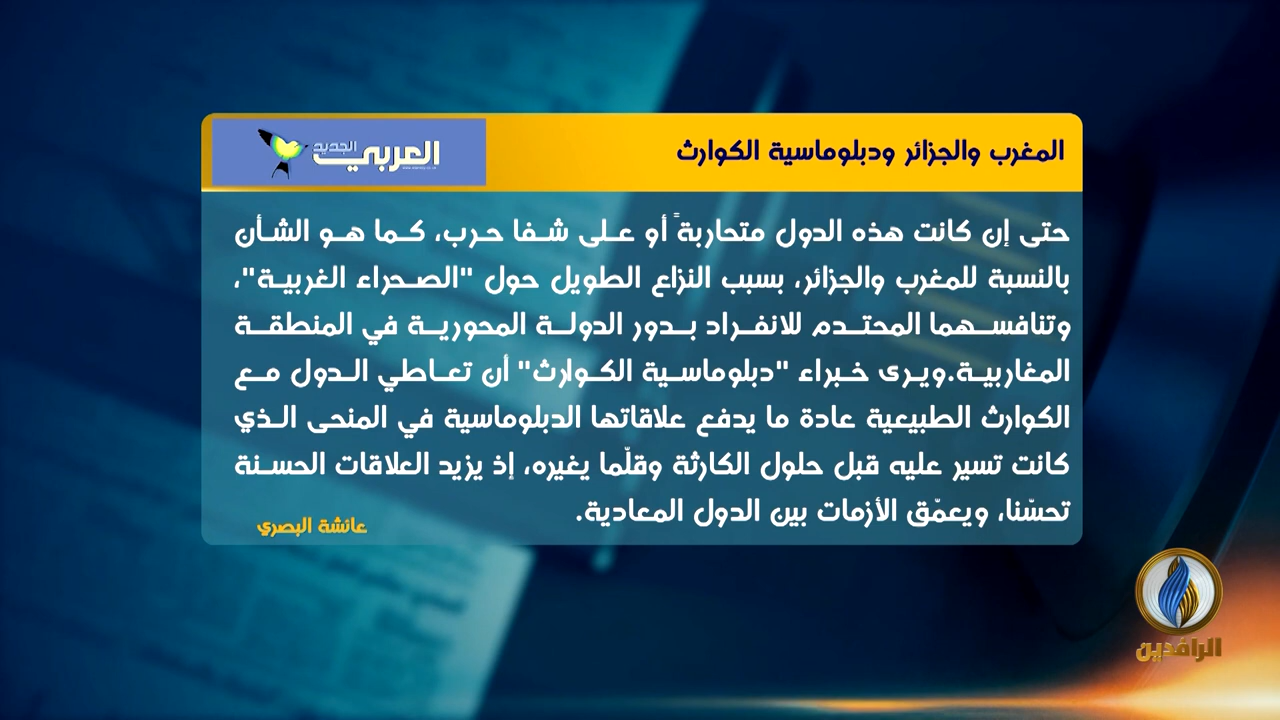 المغرب والجزائر ودبلوماسية الكوارث
العربي الجديد
حتى إن كانت هذه الدول متحاربةً أو على شفا حرب، كما هو الشأن
بالنسبة للمغرب والجزائر، بسبب النزاع الطويل حول "الصحراء الغربية"،
وتنافسهما المحتدم للانفراد بدور الدولة المحورية في المنطقة
المغاربية.ويرى خبراء "دبلوماسية الكوارث" أن تعاطي الدول مع
الكوارث الطبيعية عادة ما يدفع علاقاتها الدبلوماسية في المنحى الذي
كانت تسير عليه قبل حلول الكارثة وقلّما يغيره، إذ يزيد العلاقات الحسنة
تحسّنا، ويعمّق الأزمات بين الدول المعادية.
عائشة البصري
الرافدين